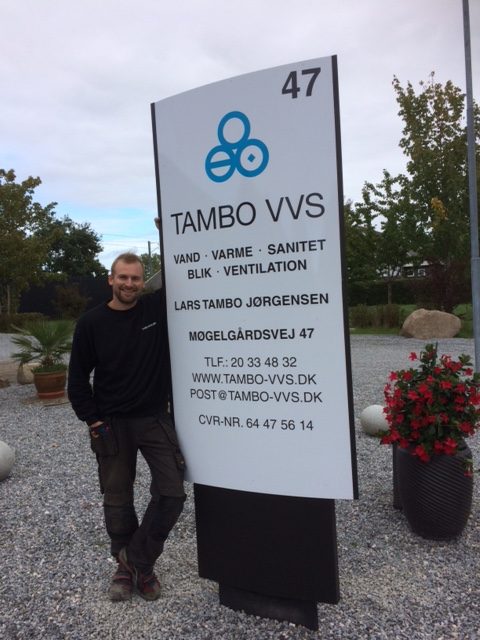 47
TAMBO VVS
VAND · VARME · SANITET
BLIK · VENTILATION
LARS TAMBO JØRGENSEN
MØGELGÅRDSVEJ 47
TLF.: 20 33 48 32
WWW.TAMBO-VVS.DK
POST@TAMBO-VVS.DK
CVR-NR. 64 47 56 14